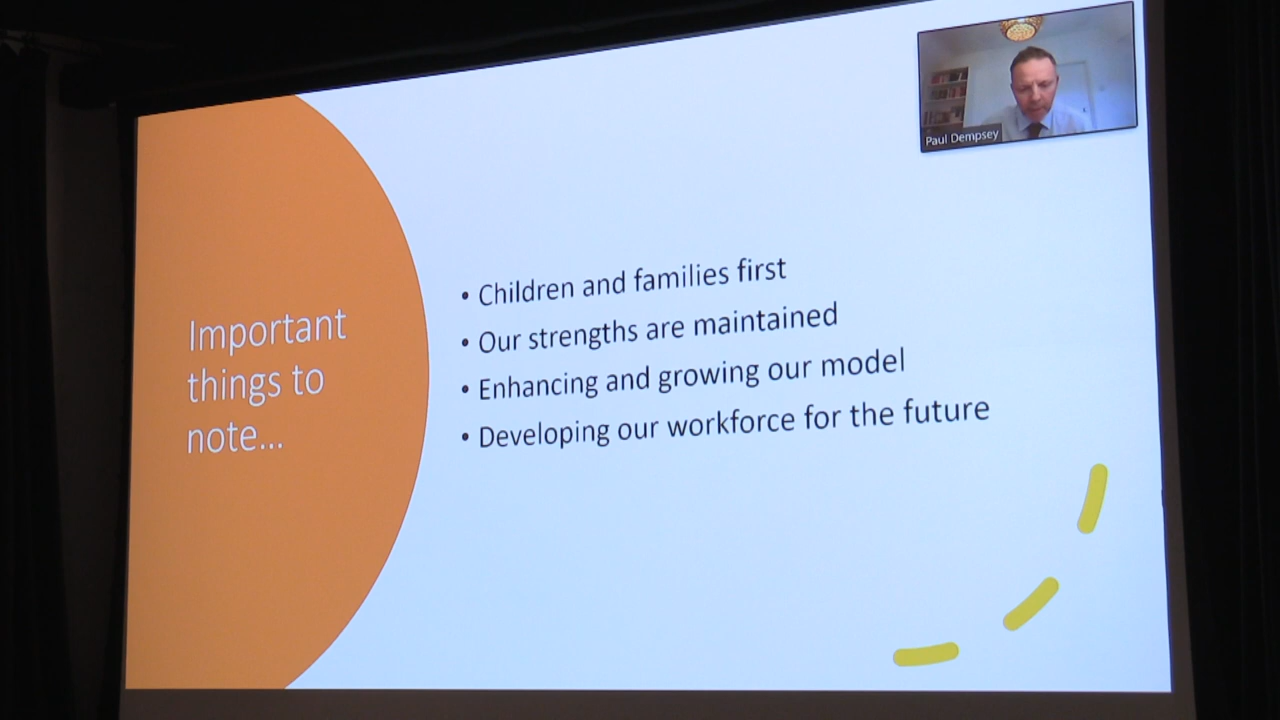 Paul Dempsey
Important
things to
note...
• Children and families first
• Our strengths are maintained
• Enhancing and growing our model
• Developing our workforce for the future